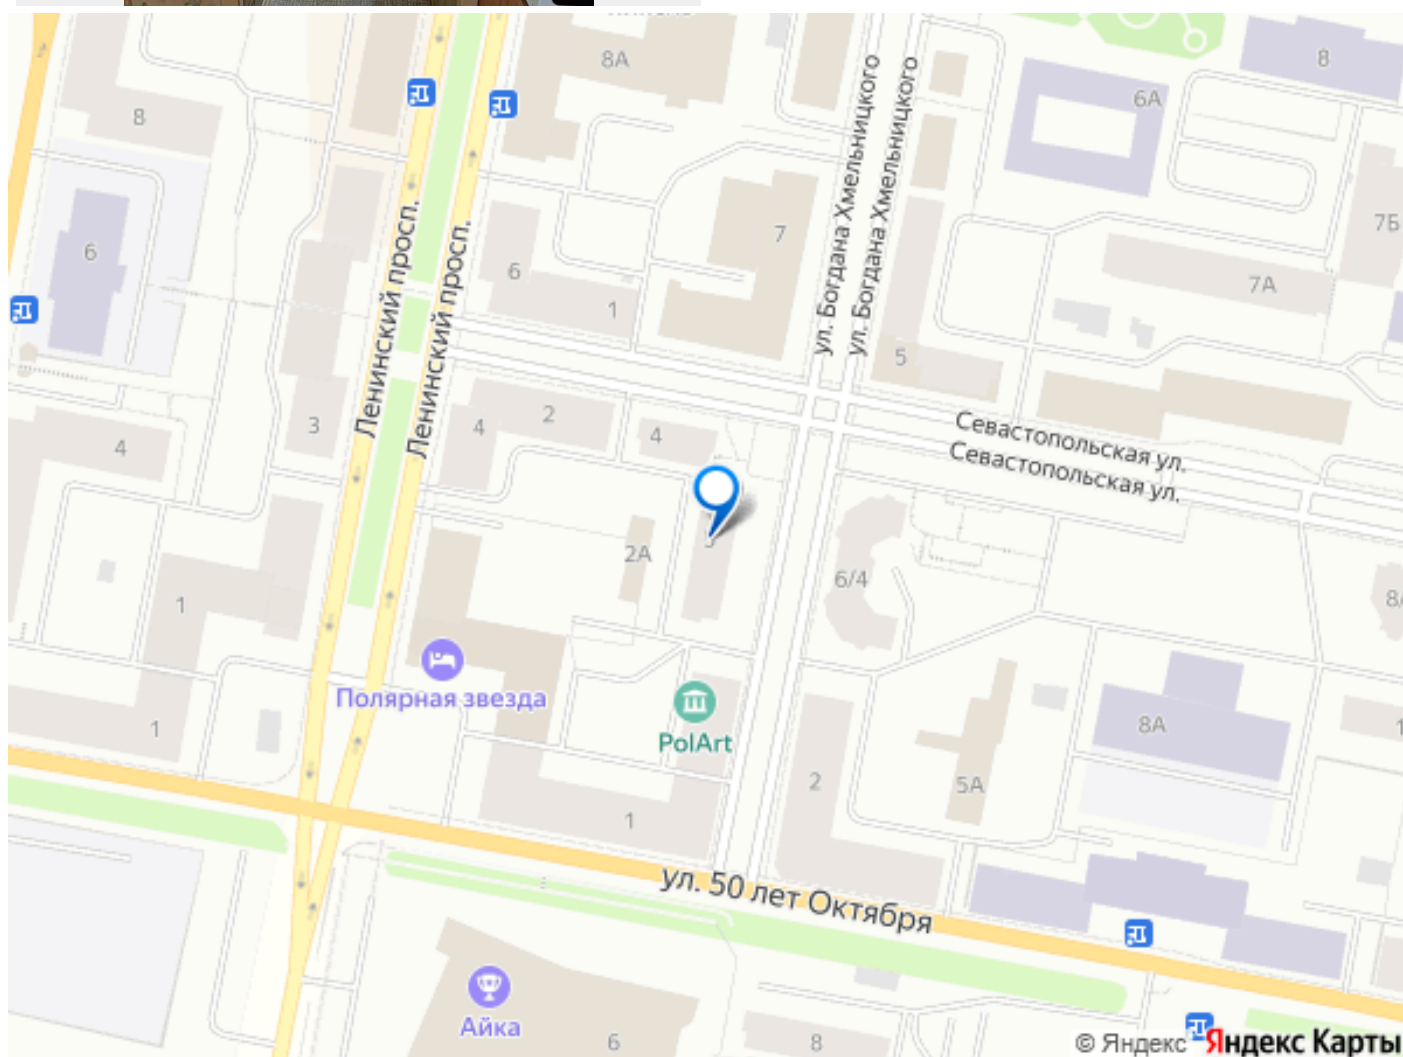 8А
8
6А
8
ул. Богдана Хмельницкого
ул. Богдана Хмельницкого
7
7Б
6
6
7А
1
Ленинский просп.
Ленинский просп.
5
3
4
2
4
4
Севастопольская ул.
Севастопольская ул.
2А
6/4
1
Полярная звезда
8А
1
PolArt
2
5А
1
ул. 50 лет Октября
Айка
6
8
© Яндекс Яндекс Карты